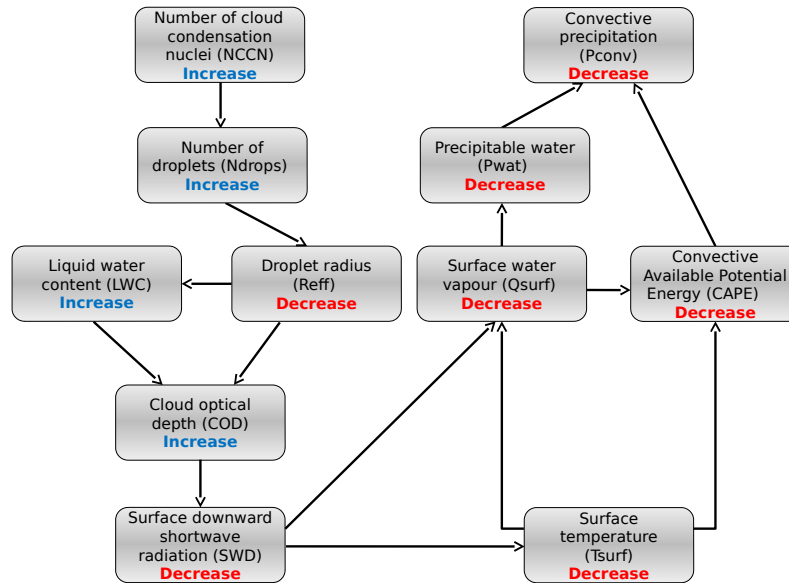 Number of cloud
condensation
nuclei (NCCN)
Increase
Convective
precipitation
(Pconv)
Decrease
Number of
droplets (Ndrops)
Increase
Precipitable water
(Pwat)
Decrease
Liquid water
content (LWC)
Increase
Droplet radius
(Reff)
Decrease
Surface water
vapour (Qsurf)
Decrease
Convective
Available Potential
Energy (CAPE)
Decrease
Cloud optical
depth (COD)
Increase
Surface downward
shortwave
radiation (SWD)
Decrease
Surface
temperature
(Tsurf)
Decrease